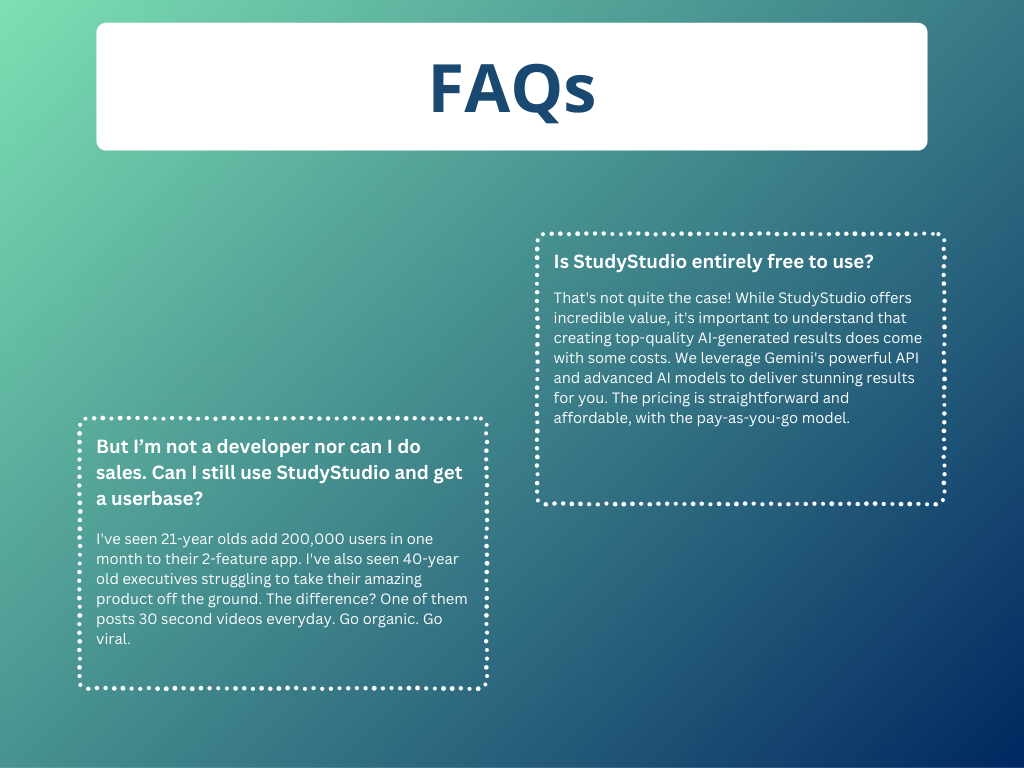 FAQs
Is StudyStudio entirely free to use?
That's not quite the case! While StudyStudio offers
incredible value, it's important to understand that
creating top-quality AI-generated results does come
with some costs. We leverage Gemini's powerful API
and advanced AI models to deliver stunning results
for you. The pricing is straightforward and
affordable, with the pay-as-you-go model.
But I’m not a developer nor can I do
sales. Can I still use StudyStudio and get
a userbase?
I've seen 21-year olds add 200,000 users in one
month to their 2-feature app. I've also seen 40-year
old executives struggling to take their amazing
product off the ground. The difference? One of them
posts 30 second videos everyday. Go organic. Go
viral.